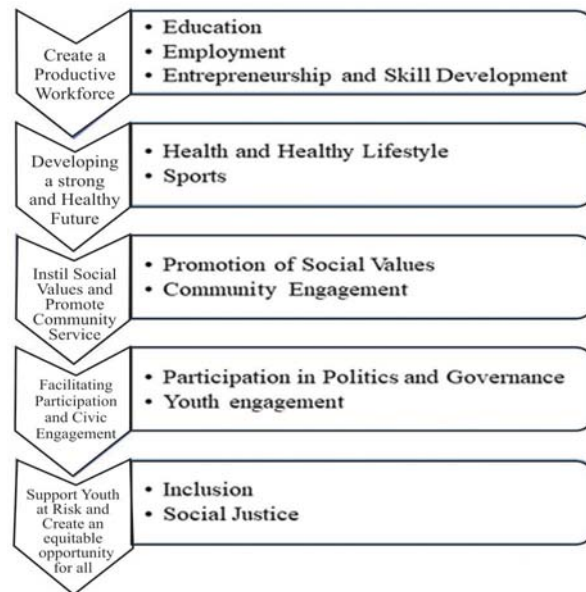 Create a
Productive
Workforce
• Education
• Employment
• Entrepreneurship and Skill Development
Developing
a strong
and Healthy
Future
• Health and Healthy Lifestyle
• Sports
Instil Social
Values and
Promote
Community
Service
• Promotion of Social Values
• Community Engagement
Facilitating
Participation
and Civic
Engagement
• Participation in Politics and Governance
• Youth engagement
Support Youth
at Risk and
Create an
equitable
opportunity
for all
• Inclusion
• Social Justice